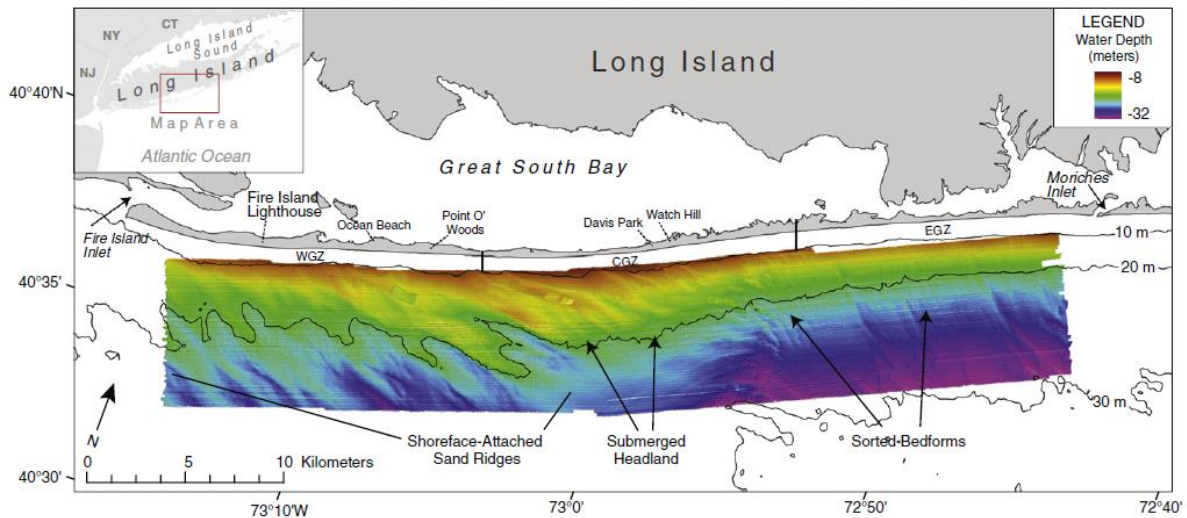 NY
CT
Long Island
Sound
NJ
Long Island
Map Area
Atlantic Ocean
Long Island
LEGEND
Water Depth
(meters)
-8
-32
40°40'N
40°35'
40°30'
Great South Bay
Moriches
Inlet
Fire Island
Lighthouse
Ocean Beach
Point O'
Woods
Davis Park
Watch Hill
Fire Island
Inlet
WGZ
CGZ
EGZ
10 m
20 m
30 m
Shoreface-Attached
Sand Ridges
Submerged
Headland
Sorted-Bedforms
N
0 5 10 Kilometers
73°10'W
73°0'
72°50'
72°40'